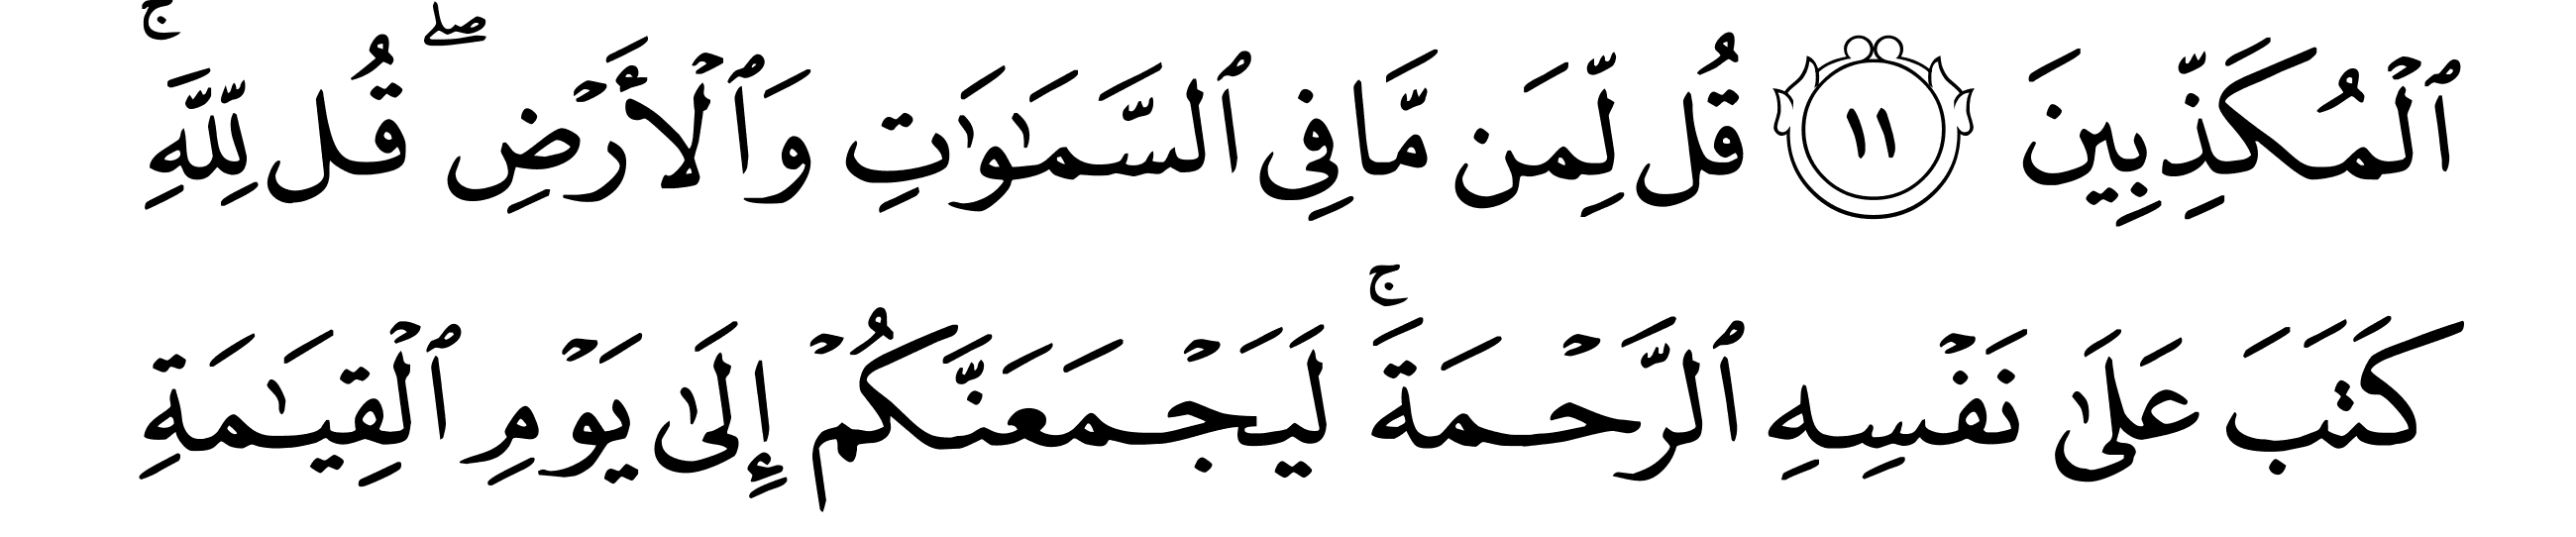 ٱلْمُكَذِّبِينَ ١١ قُل لِّمَن مَّا فِى ٱلسَّمَـٰوَٰتِ وَٱلْأَرْضِ ۖ قُل لِّلَّهِ ۚ
كَتَبَ عَلَىٰ نَفْسِهِ ٱلرَّحْمَةَ ۚ لَيَجْمَعَنَّكُمْ إِلَىٰ يَوْمِ ٱلْقِيَـٰمَةِ